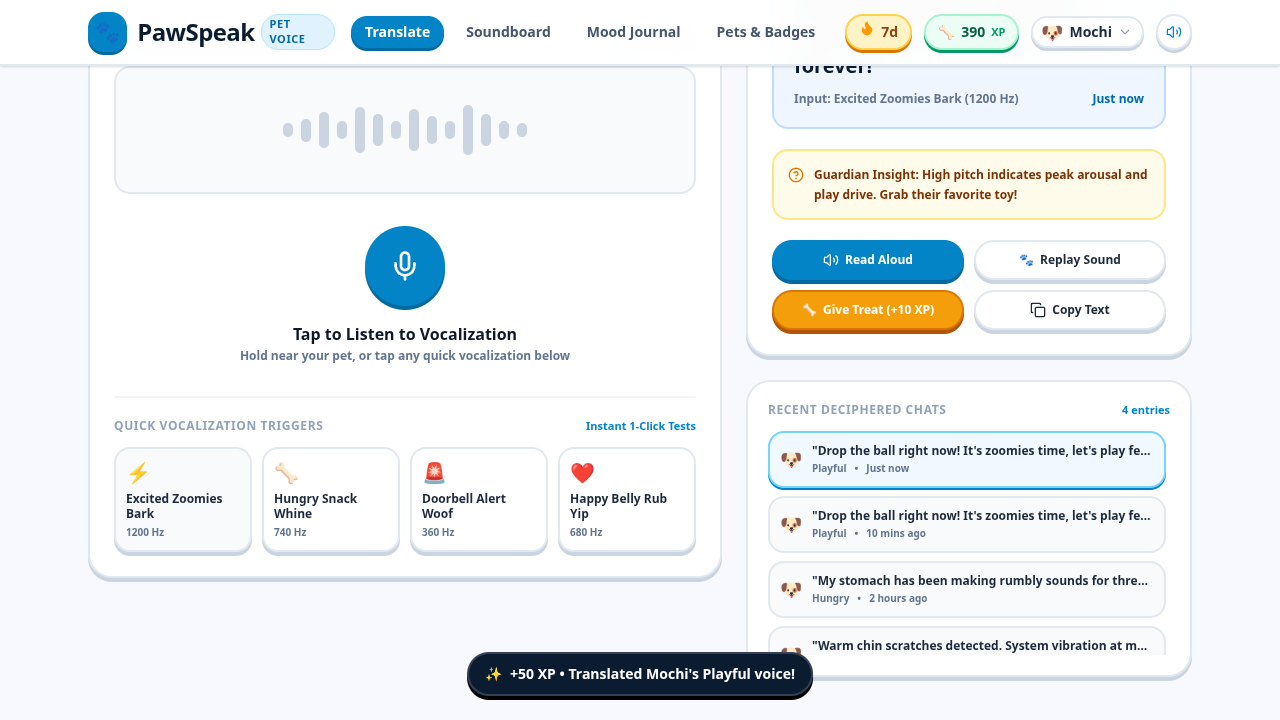 PawSpeak
PET
VOICE
Translate
Soundboard
Mood Journal
Pets & Badges
7d
390 XP
Mochi
Tap to Listen to Vocalization
Hold near your pet, or tap any quick vocalization below
QUICK VOCALIZATION TRIGGERS
Instant 1-Click Tests
Excited Zoomies
Bark
1200 Hz
Hungry Snack
Whine
740 Hz
Doorbell Alert
Woof
360 Hz
Happy Belly Rub
Yip
680 Hz
forever!
Input: Excited Zoomies Bark (1200 Hz)
Just now
Guardian Insight: High pitch indicates peak arousal and
play drive. Grab their favorite toy!
Read Aloud
Replay Sound
Give Treat (+10 XP)
Copy Text
RECENT DECIPHERED CHATS
4 entries
"Drop the ball right now! It's zoomies time, let's play fe...
Playful • Just now
"Drop the ball right now! It's zoomies time, let's play fe...
Playful • 10 mins ago
"My stomach has been making rumbly sounds for thre...
Hungry • 2 hours ago
"Warm chin scratches detected. System vibration at m...
✨ +50 XP • Translated Mochi's Playful voice!